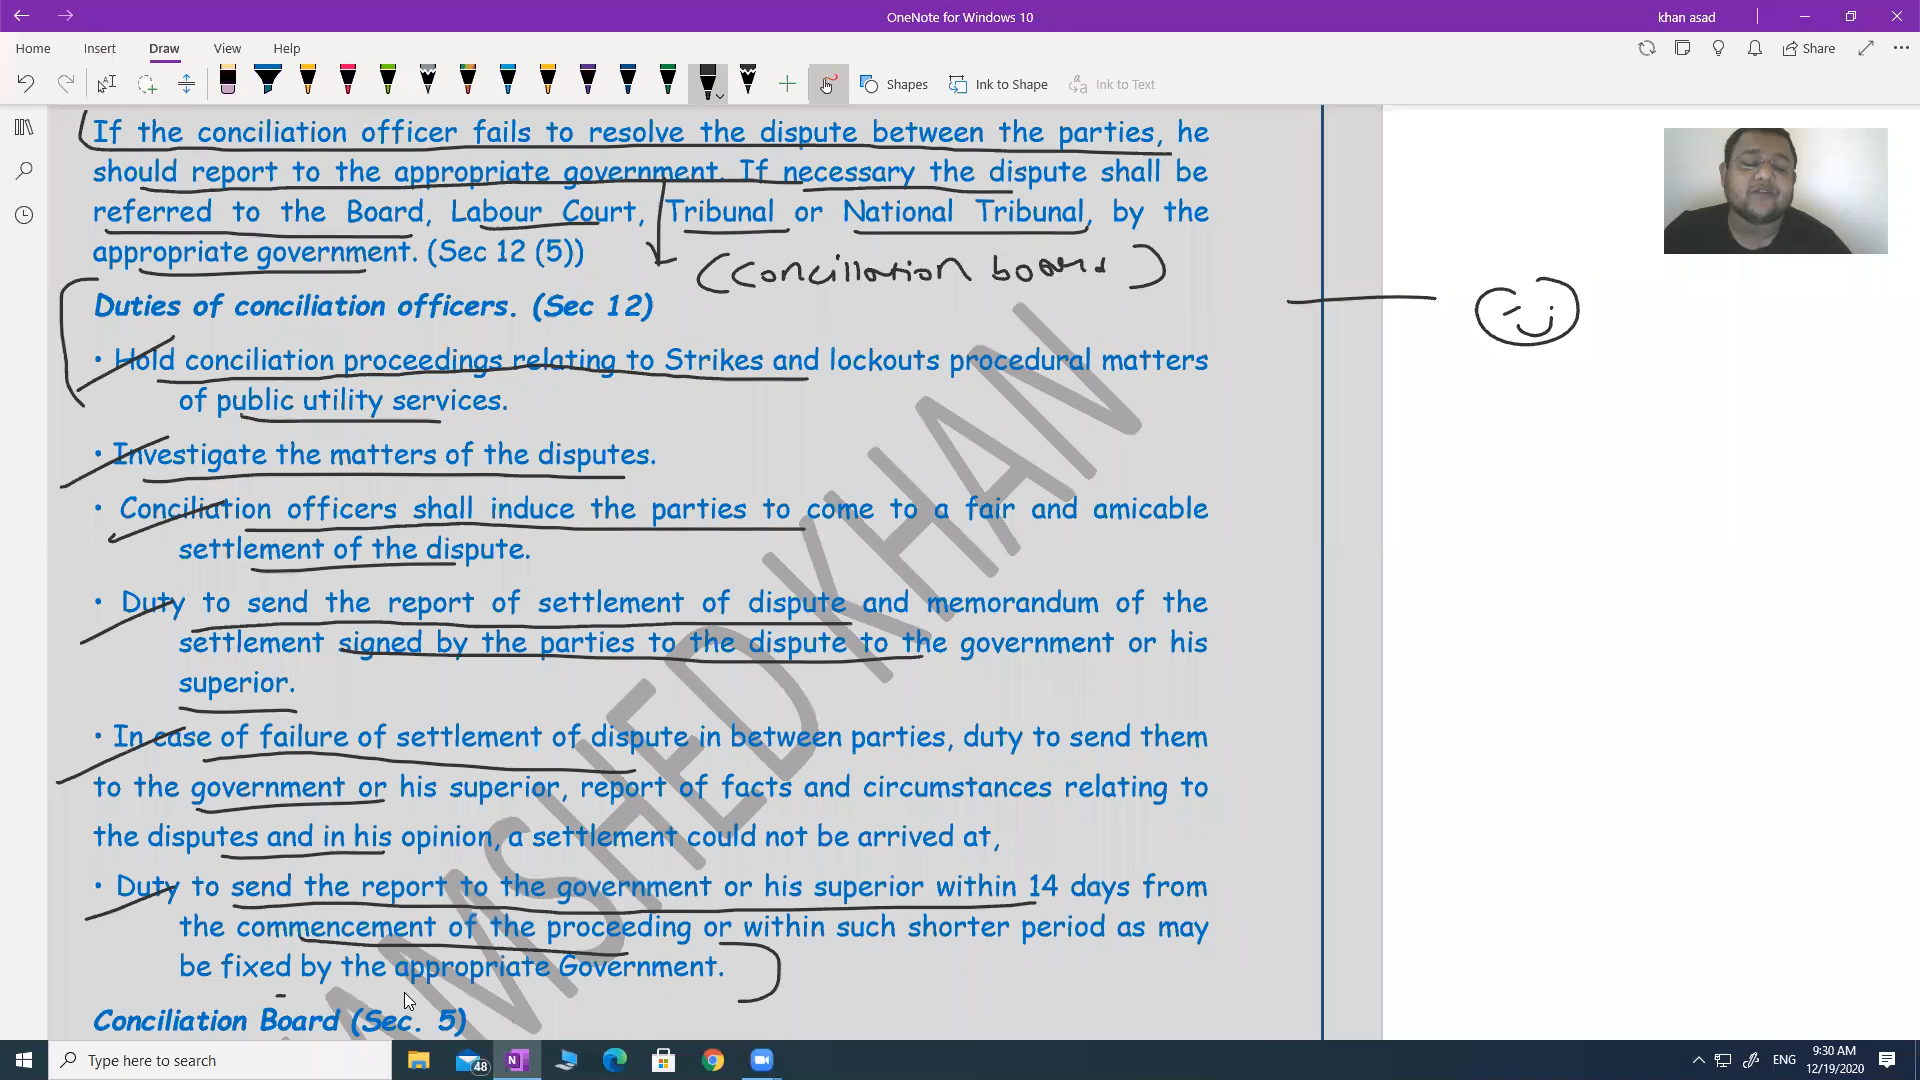 OneNote for Windows 10
khan asad
Home Insert Draw View Help
Share
Shapes Ink to Shape Ink to Text
If the conciliation officer fails to resolve the dispute between the parties, he
should report to the appropriate government. If necessary the dispute shall be
referred to the Board, Labour Court, Tribunal or National Tribunal, by the
appropriate government. (Sec 12 (5))
(Conciliation board)
Duties of conciliation officers. (Sec 12)
• Hold conciliation proceedings relating to Strikes and lockouts procedural matters
of public utility services.
• Investigate the matters of the disputes.
• Conciliation officers shall induce the parties to come to a fair and amicable
settlement of the dispute.
• Duty to send the report of settlement of dispute and memorandum of the
settlement signed by the parties to the dispute to the government or his
superior.
• In case of failure of settlement of dispute in between parties, duty to send them
to the government or his superior, report of facts and circumstances relating to
the disputes and in his opinion, a settlement could not be arrived at,
• Duty to send the report to the government or his superior within 14 days from
the commencement of the proceeding or within such shorter period as may
be fixed by the appropriate Government.
Conciliation Board (Sec. 5)
AMSHED KHAN
Type here to search
48
ENG
9:30 AM
12/19/2020